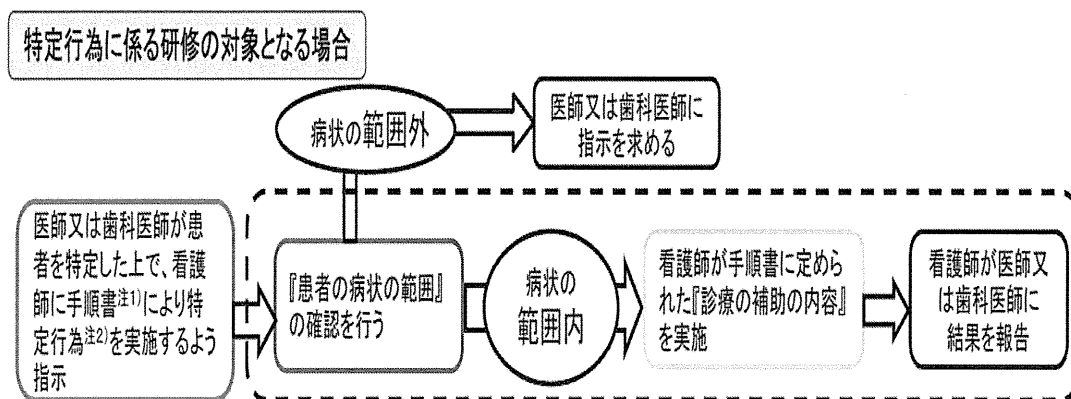 特定行為に係る研修の対象となる場合
病状の範囲外
医師又は歯科医師に
指示を求める
医師又は歯科医師が患
者を特定した上で、看護
師に手順書注1)により特
定行為注2)を実施するよう
指示
『患者の病状の範囲』
の確認を行う
病状の
範囲内
看護師が手順書に定めら
れた『診療の補助の内容』
を実施
看護師が医師又
は歯科医師に
結果を報告